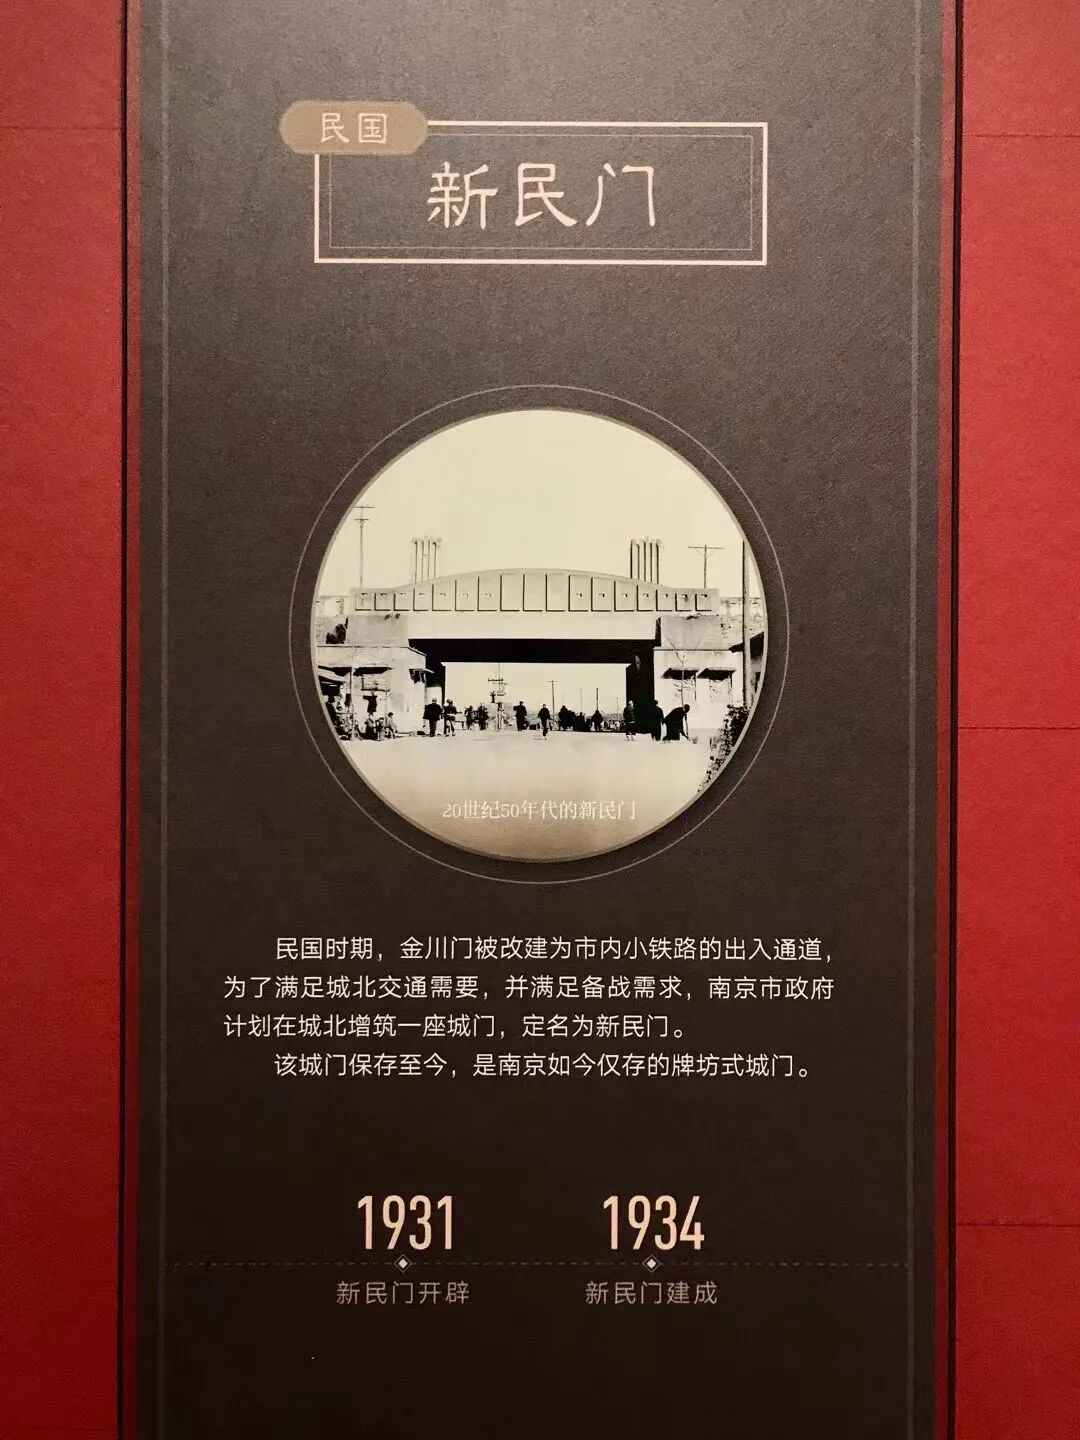 民国
新民门
20世纪50年代的新民门
民国时期，金川门被改建为市内小铁路的出入通道，
为了满足城北交通需要，并满足备战需求，南京市政府
计划在城北增筑一座城门，定名为新民门。
该城门保存至今，是南京如今仅存的牌坊式城门。
1931
1934
新民门开辟
新民门建成